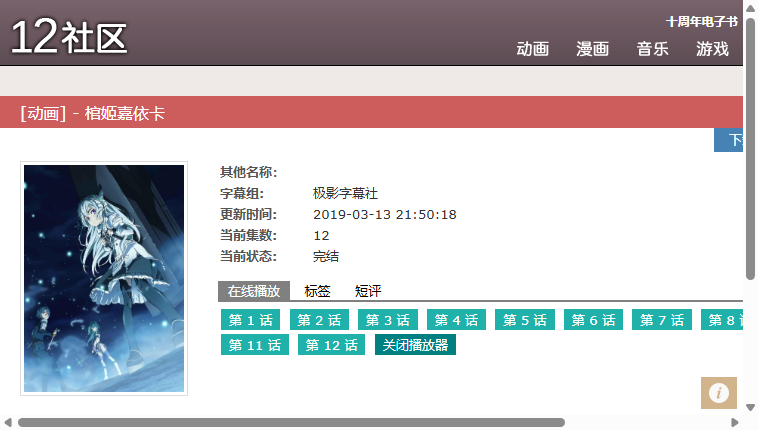 12社区
十周年电子书
动画 漫画 音乐 游戏
[动画] - 棺姬嘉依卡
下
其他名称:
字幕组: 极影字幕社
更新时间: 2019-03-13 21:50:18
当前集数: 12
当前状态: 完结
在线播放 标签 短评
第 1 话 第 2 话 第 3 话 第 4 话 第 5 话 第 6 话 第 7 话 第 8
第 11 话 第 12 话 关闭播放器